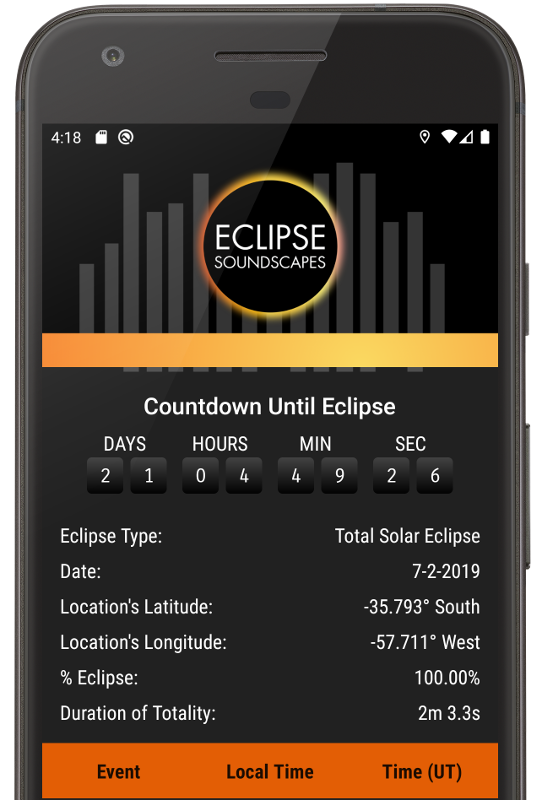 4:18
ECLIPSE
SOUNDSCAPES
Countdown Until Eclipse
DAYS HOURS MIN SEC
2 1 0 4 4 9 2 6
Eclipse Type: Total Solar Eclipse
Date: 7-2-2019
Location's Latitude: -35.793° South
Location's Longitude: -57.711° West
% Eclipse: 100.00%
Duration of Totality: 2m 3.3s
Event Local Time Time (UT)